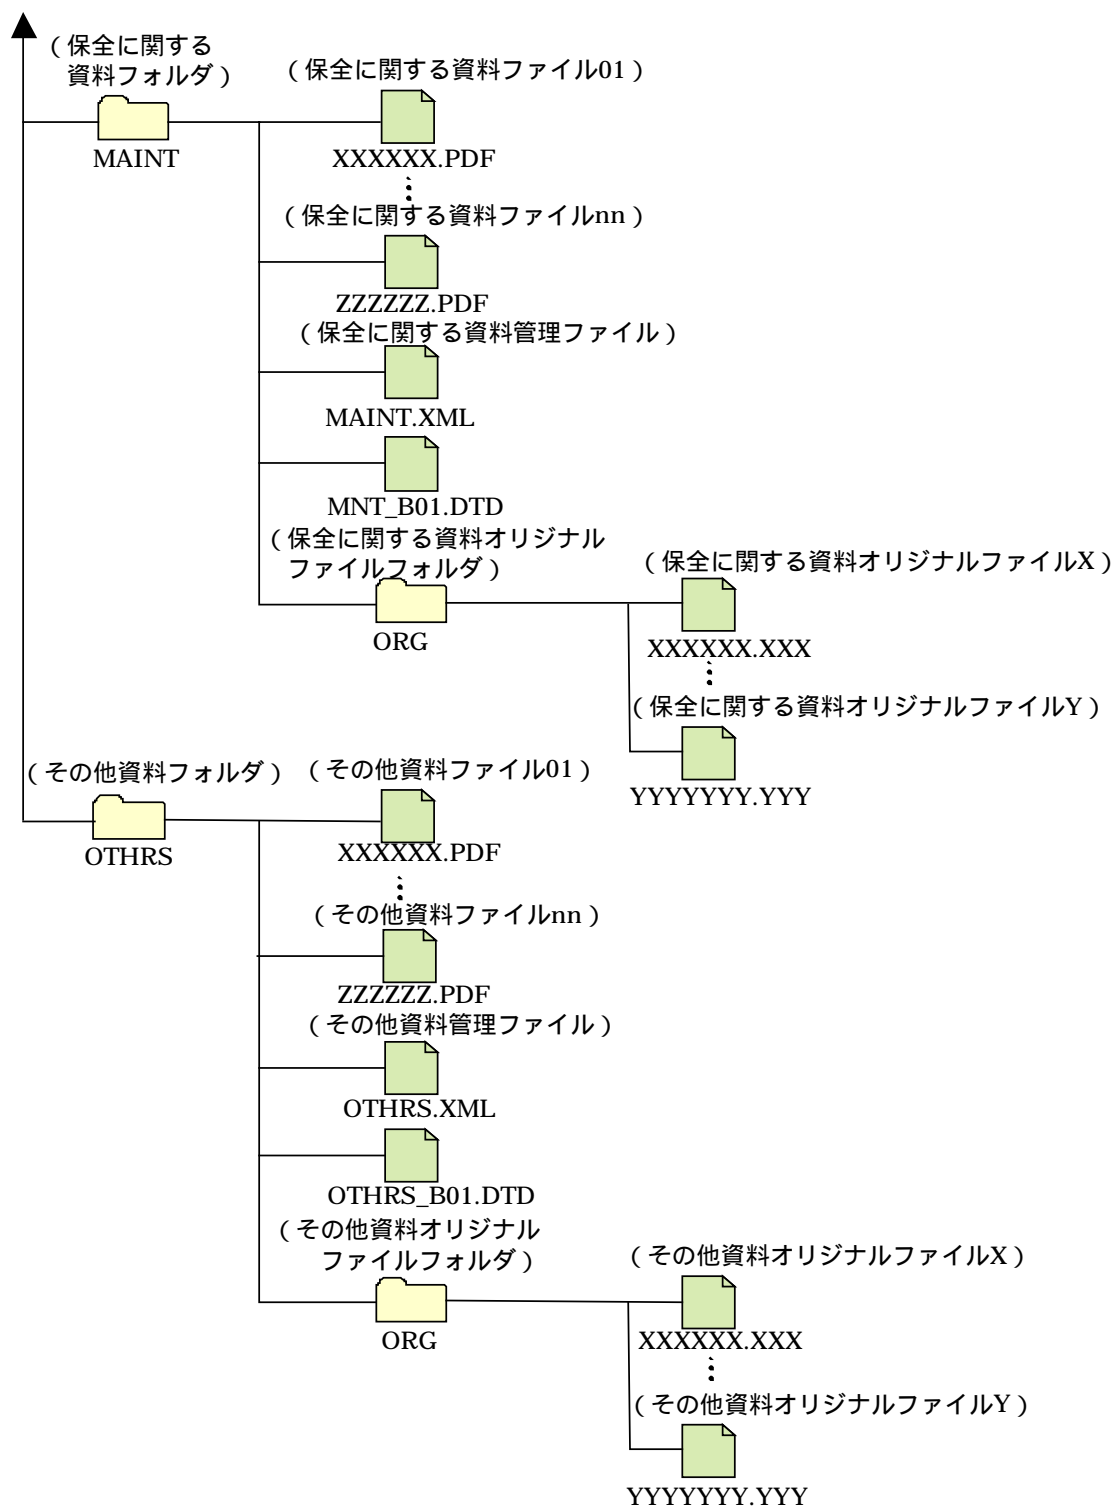 （保全に関する
資料フォルダ）
（保全に関する資料ファイル01）
MAINT
XXXXXX.PDF
（保全に関する資料ファイルnn）
ZZZZZZ.PDF
（保全に関する資料管理ファイル）
MAINT.XML
MNT_B01.DTD
（保全に関する資料オリジナル
ファイルフォルダ）
（保全に関する資料オリジナルファイルX）
ORG
XXXXXX.XXX
（保全に関する資料オリジナルファイルY）
YYYYYYY.YYY
（その他資料フォルダ）
（その他資料ファイル01）
OTHRS
XXXXXX.PDF
（その他資料ファイルnn）
ZZZZZZ.PDF
（その他資料管理ファイル）
OTHRS.XML
OTHRS_B01.DTD
（その他資料オリジナル
ファイルフォルダ）
（その他資料オリジナルファイルX）
ORG
XXXXXX.XXX
（その他資料オリジナルファイルY）
YYYYYYY.YYY